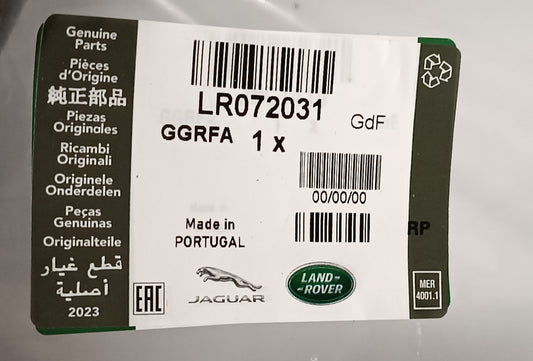 Genuine
Parts
Pièces
d'Origine
純正部品
Piezas
Originales
Ricambi
Originali
Originele
Onderdelen
Peças
Genuinas
Originalteile
قطع غيار
أصلية
2023
LR072031
GGRFA 1 x
GdF
00/00/00
Made in
PORTUGAL
RP
EAC
JAGUAR
LAND
ROVER
MER
4001.1